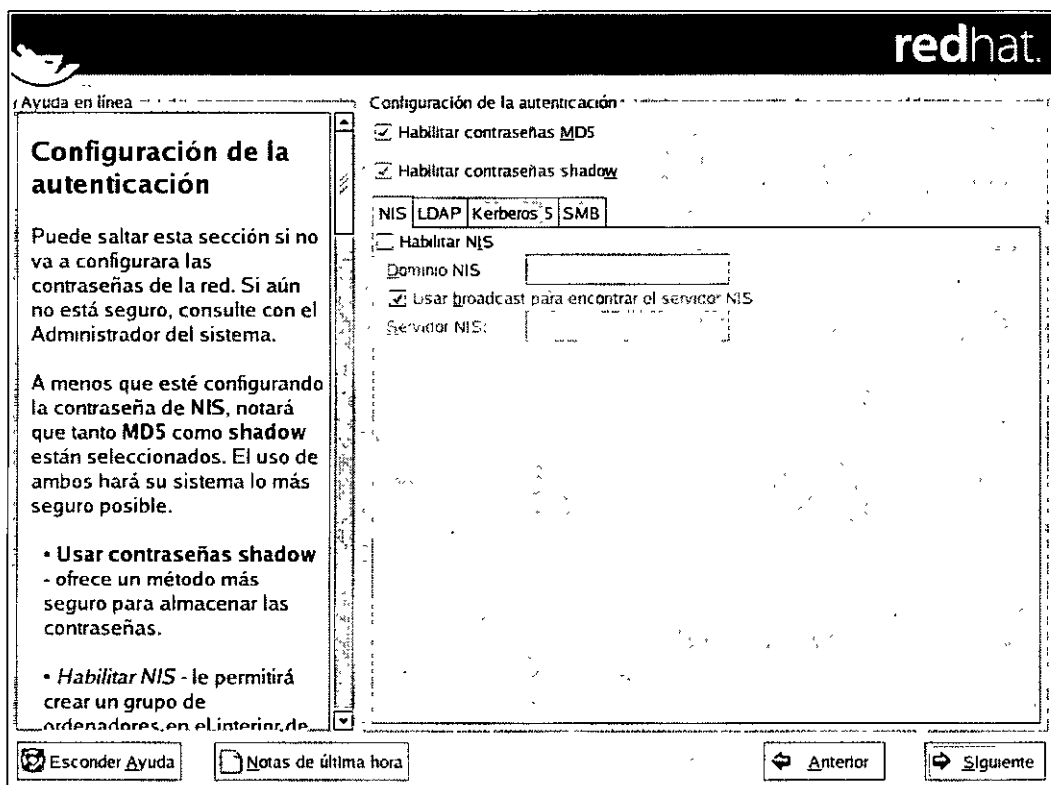 redhat.
Ayuda en línea
Configuración de la
autenticación
Puede saltar esta sección si no
va a configurara las
contraseñas de la red. Si aún
no está seguro, consulte con el
Administrador del sistema.
A menos que esté configurando
la contraseña de NIS, notará
que tanto MD5 como shadow
están seleccionados. El uso de
ambos hará su sistema lo más
seguro posible.
• Usar contraseñas shadow
- ofrece un método más
seguro para almacenar las
contraseñas.
• Habilitar NIS - le permitirá
crear un grupo de
ordenadores en el interior de
Configuración de la autenticación
Habilitar contraseñas MD5
Habilitar contraseñas shadow
NIS LDAP Kerberos 5 SMB
Habilitar NIS
Dominio NIS
Usar broadcast para encontrar el servidor NIS
Servidor NIS:
Esconder Ayuda
Notas de última hora
Anterior
Siguiente